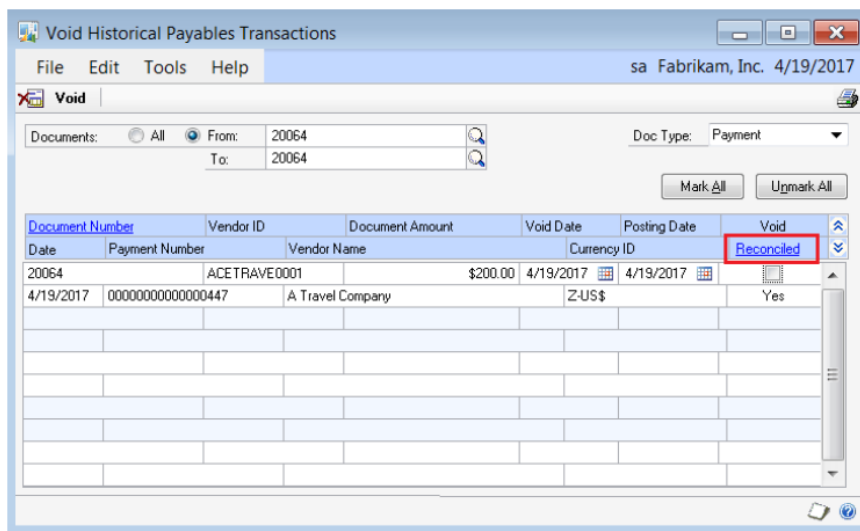 Void Historical Payables Transactions
File Edit Tools Help sa Fabrikam, Inc. 4/19/2017
Void
Documents: All From: 20064 Doc Type: Payment
To: 20064
Mark All Unmark All
Document Number Vendor ID Document Amount Void Date Posting Date Void
Date Payment Number Vendor Name Currency ID Reconciled
20064 ACETRAVE0001 $200.00 4/19/2017 4/19/2017
4/19/2017 00000000000000447 A Travel Company Z-US$ Yes